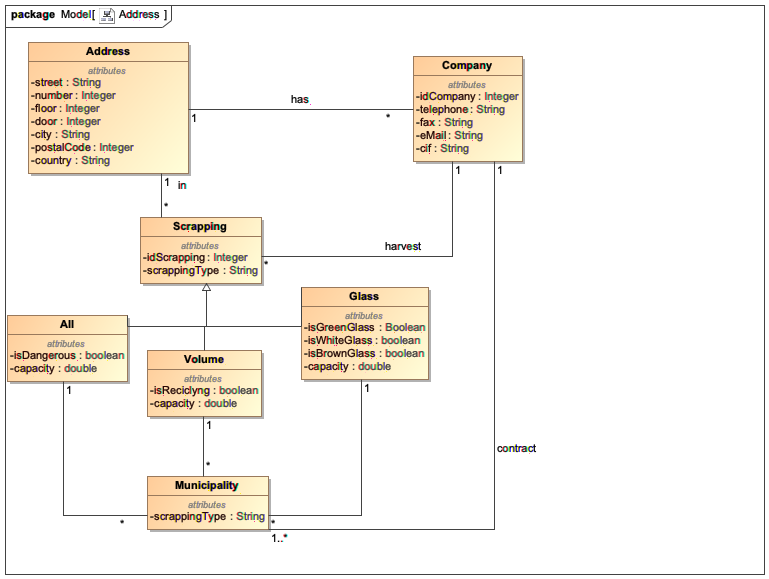 package Model[ Address ]
Address
attributes
-street : String
-number : Integer
-floor : Integer
-door : Integer
-city : String
-postalCode : Integer
-country : String
Company
attributes
-idCompany : Integer
-telephone : String
-fax : String
-eMail : String
-cif : String
has
1
*
1
in
*
1
1
Scrapping
attributes
-idScrapping : Integer
-scrappingType : String
harvest
*
All
attributes
-isDangerous : boolean
-capacity : double
Volume
attributes
-isReciclyng : boolean
-capacity : double
Glass
attributes
-isGreenGlass : Boolean
-isWhiteGlass : boolean
-isBrownGlass : boolean
-capacity : double
1
1
1
contract
*
Municipality
attributes
-scrappingType : String
*
*
1..*